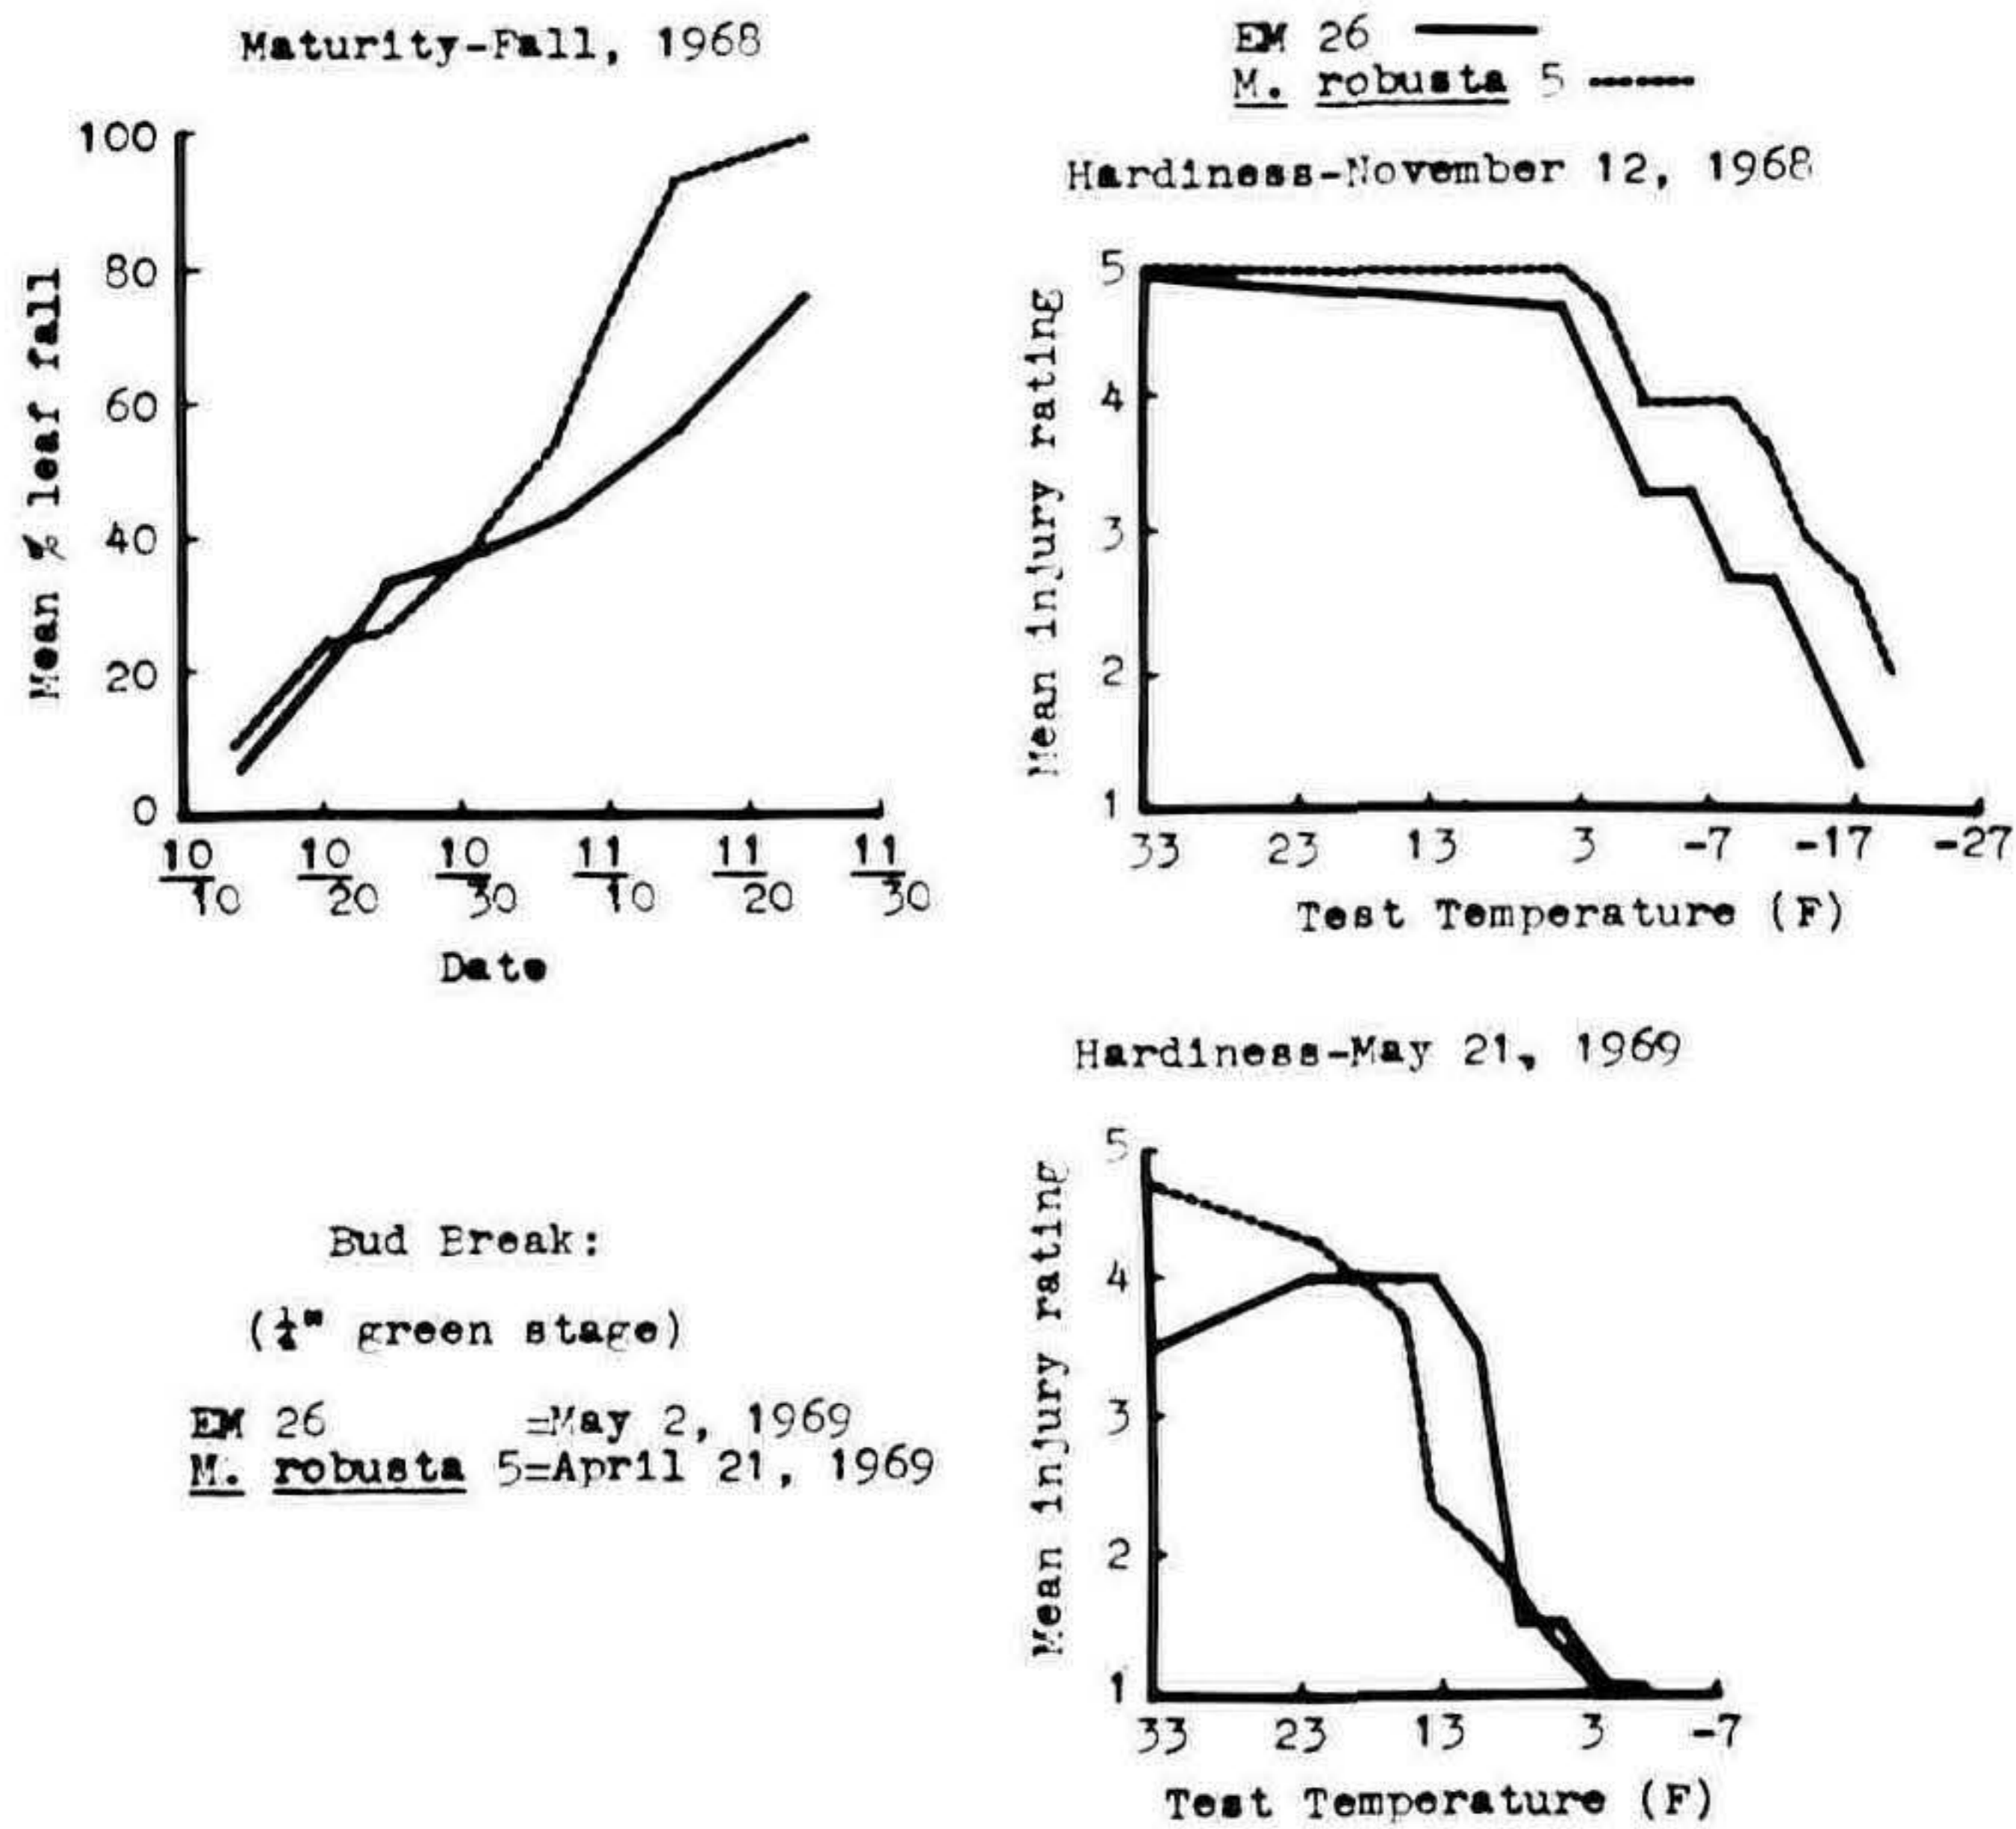 Maturity-Fall, 1968
100
80
60
40
20
0
Mean % leaf fall
10/10 10/20 10/30 11/10 11/20 11/30
Date
EM 26
M. robusta 5
Hardiness-November 12, 1968
5
4
3
2
1
Mean injury rating
33 23 13 3 -7 -17 -27
Test Temperature (F)
Bud Break:
(¼" green stage)
EM 26 =May 2, 1969
M. robusta 5=April 21, 1969
Hardiness-May 21, 1969
5
4
3
2
1
Mean injury rating
33 23 13 3 -7
Test Temperature (F)